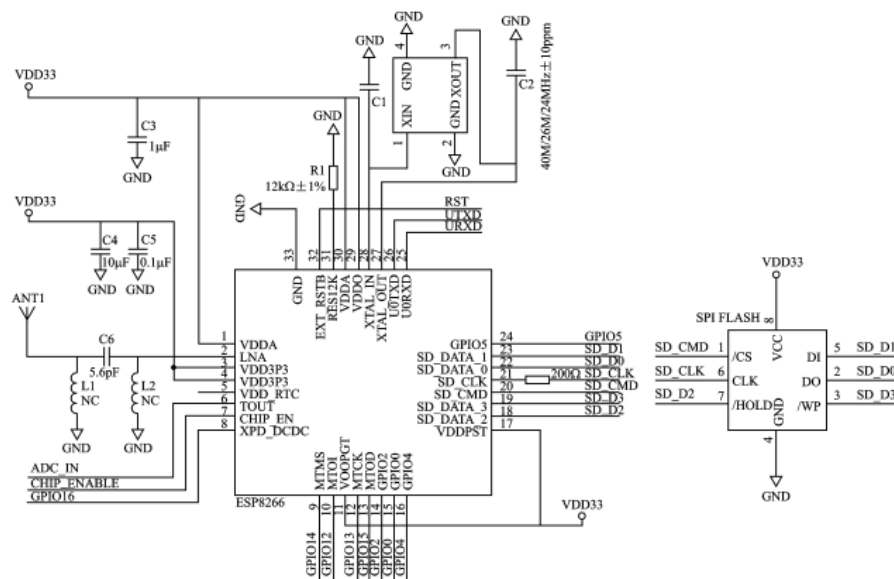 GND
GND
VDD33
C3
1μF
GND
VDD33
C4
10μF
GND
C5
0.1μF
GND
ANT1
C6
5.6pF
L1
NC
GND
L2
NC
GND
ADC_IN
CHIP_ENABLE
GPIO16
GND
R1
12kΩ±1%
GND
C1
4
3
GND
XOUT
XIN
GND
1
2
GND
C2
40M/26M/24MHz±10ppm
RST
UTXD
URXD
33
32
31
30
29
28
27
26
25
GND
EXT_RSTB
RES12K
VDDA
VDDO
XTAL_IN
XTAL_OUT
U0TXD
U0RXD
1 VDDA
2 LNA
3 VDD3P3
4 VDD3P3
5 VDD_RTC
6 TOUT
7 CHIP_EN
8 XPD_DCDC
GPIO5 24 GPIO5
SD_DATA_1 23 SD_D1
SD_DATA_0 22 SD_D0
SD_CLK 21 200Ω SD_CLK
SD_CMD 20 SD_CMD
SD_DATA_3 19 SD_D3
SD_DATA_2 18 SD_D2
VDDPST 17
MTMS
MTOI
VOOPGT
MTCK
MTOD
GPIO2
GPIO0
GPIO4
ESP8266
9
10
11
12
13
14
15
16
GPIO14
GPIO12
GPIO13
GPIO15
GPIO2
GPIO0
GPIO4
VDD33
VDD33
SPI FLASH
8
VCC
SD_CMD 1 /CS DI 5 SD_D1
SD_CLK 6 CLK DO 2 SD_D0
SD_D2 7 /HOLD /WP 3 SD_D3
GND
4
GND